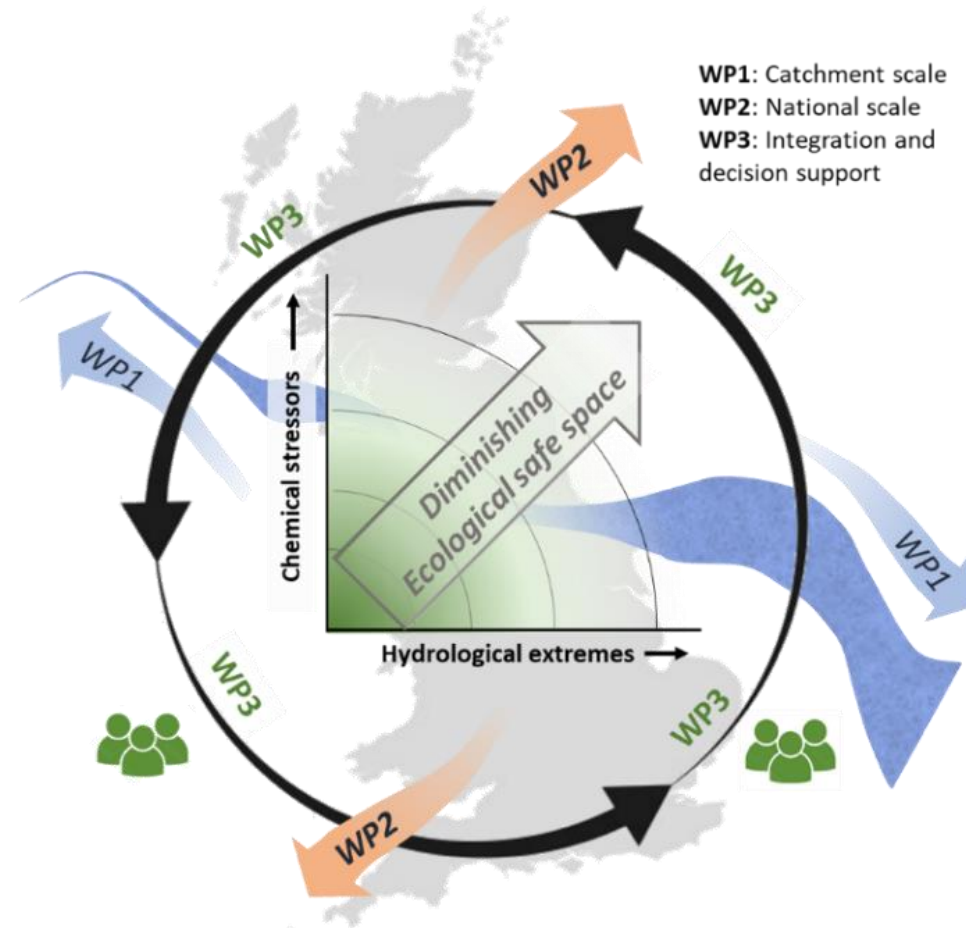 WP1: Catchment scale
WP2: National scale
WP3: Integration and
decision support
WP2
WP3
WP3
WP1
Chemical stressors
Diminishing
Ecological safe space
WP1
Hydrological extremes
WP3
WP3
WP2